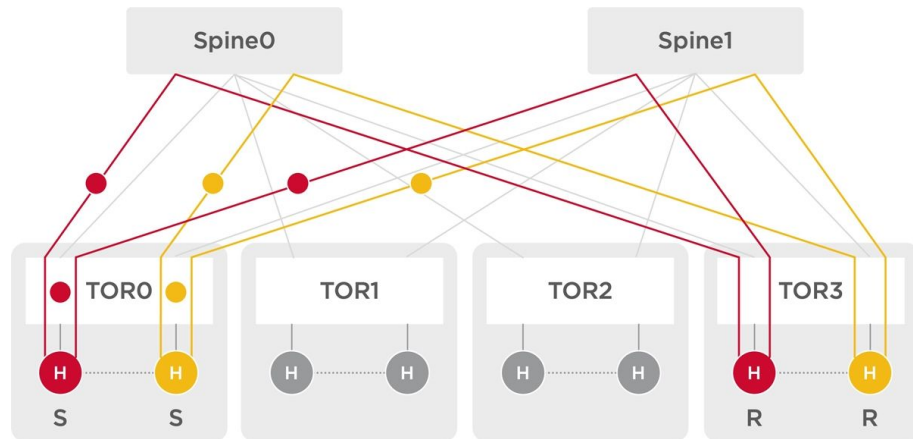 Spine0 Spine1
TOR0 TOR1 TOR2 TOR3
H H H H H H H H
S S R R